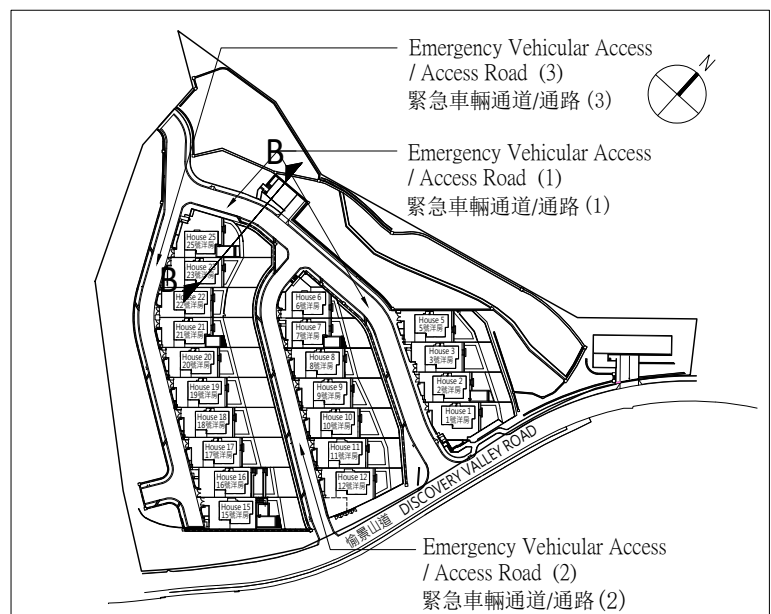 Emergency Vehicular Access
/ Access Road (3)
緊急車輛通道/通路 (3)
N
Emergency Vehicular Access
/ Access Road (1)
緊急車輛通道/通路 (1)
B
B
House 25
25號洋房
23號洋房
House 22
22號洋房
House 21
21號洋房
House 20
20號洋房
House 19
19號洋房
House 18
18號洋房
House 17
17號洋房
House 16
16號洋房
House 15
15號洋房
House 6
6號洋房
House 7
7號洋房
House 8
8號洋房
House 9
9號洋房
House 10
10號洋房
House 11
11號洋房
House 12
12號洋房
House 5
5號洋房
House 3
3號洋房
House 2
2號洋房
House 1
1號洋房
愉景山道 DISCOVERY VALLEY ROAD
Emergency Vehicular Access
/ Access Road (2)
緊急車輛通道/通路 (2)